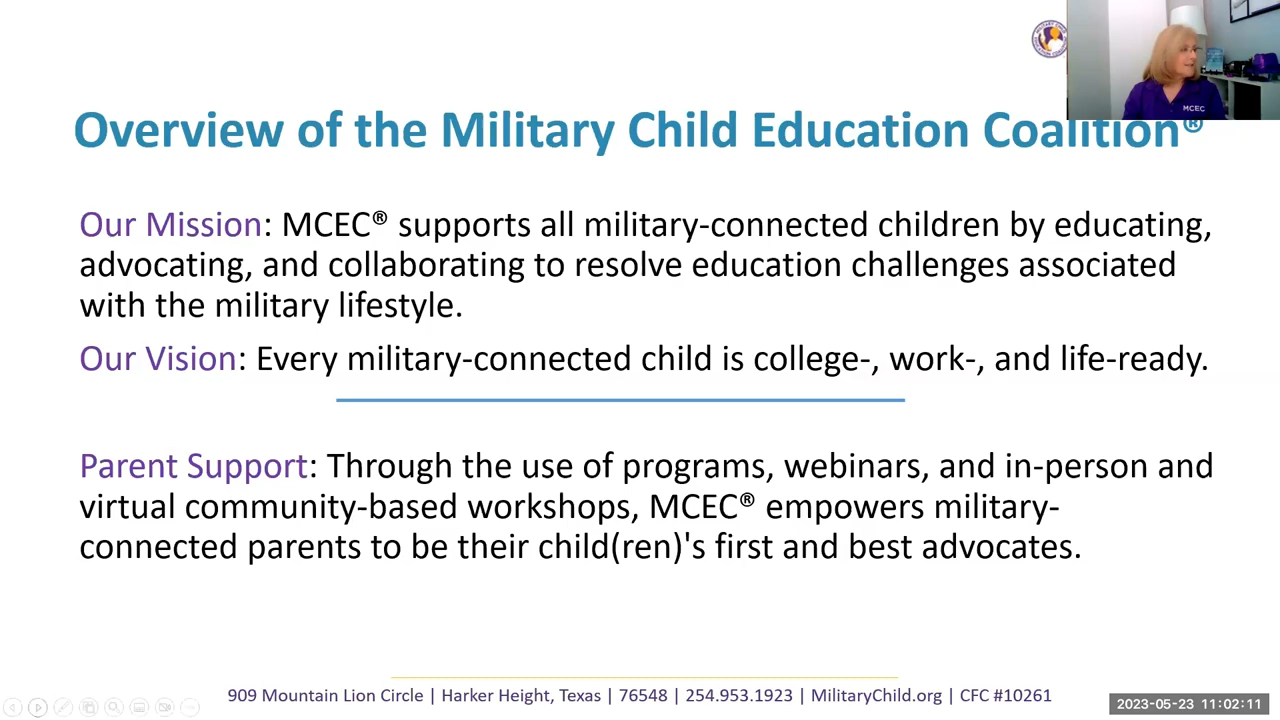 Overview of the Military Child Education Coalition®
MCEC
Our Mission: MCEC® supports all military-connected children by educating,
advocating, and collaborating to resolve education challenges associated
with the military lifestyle.
Our Vision: Every military-connected child is college-, work-, and life-ready.
Parent Support: Through the use of programs, webinars, and in-person and
virtual community-based workshops, MCEC® empowers military-
connected parents to be their child(ren)'s first and best advocates.
909 Mountain Lion Circle | Harker Height, Texas | 76548 | 254.953.1923 | MilitaryChild.org | CFC #10261
2023-05-23 11:02:11